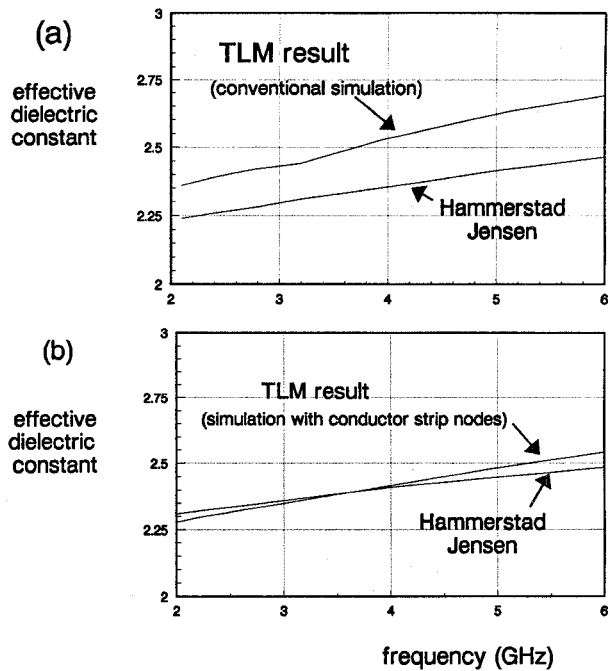 (a)
effective
dielectric
constant
3
2.75
2.5
2.25
2
TLM result
(conventional simulation)
Hammerstad
Jensen
2 3 4 5 6
(b)
effective
dielectric
constant
3
2.75
2.5
2.25
2
TLM result
(simulation with conductor strip nodes)
Hammerstad
Jensen
2 3 4 5 6
frequency (GHz)